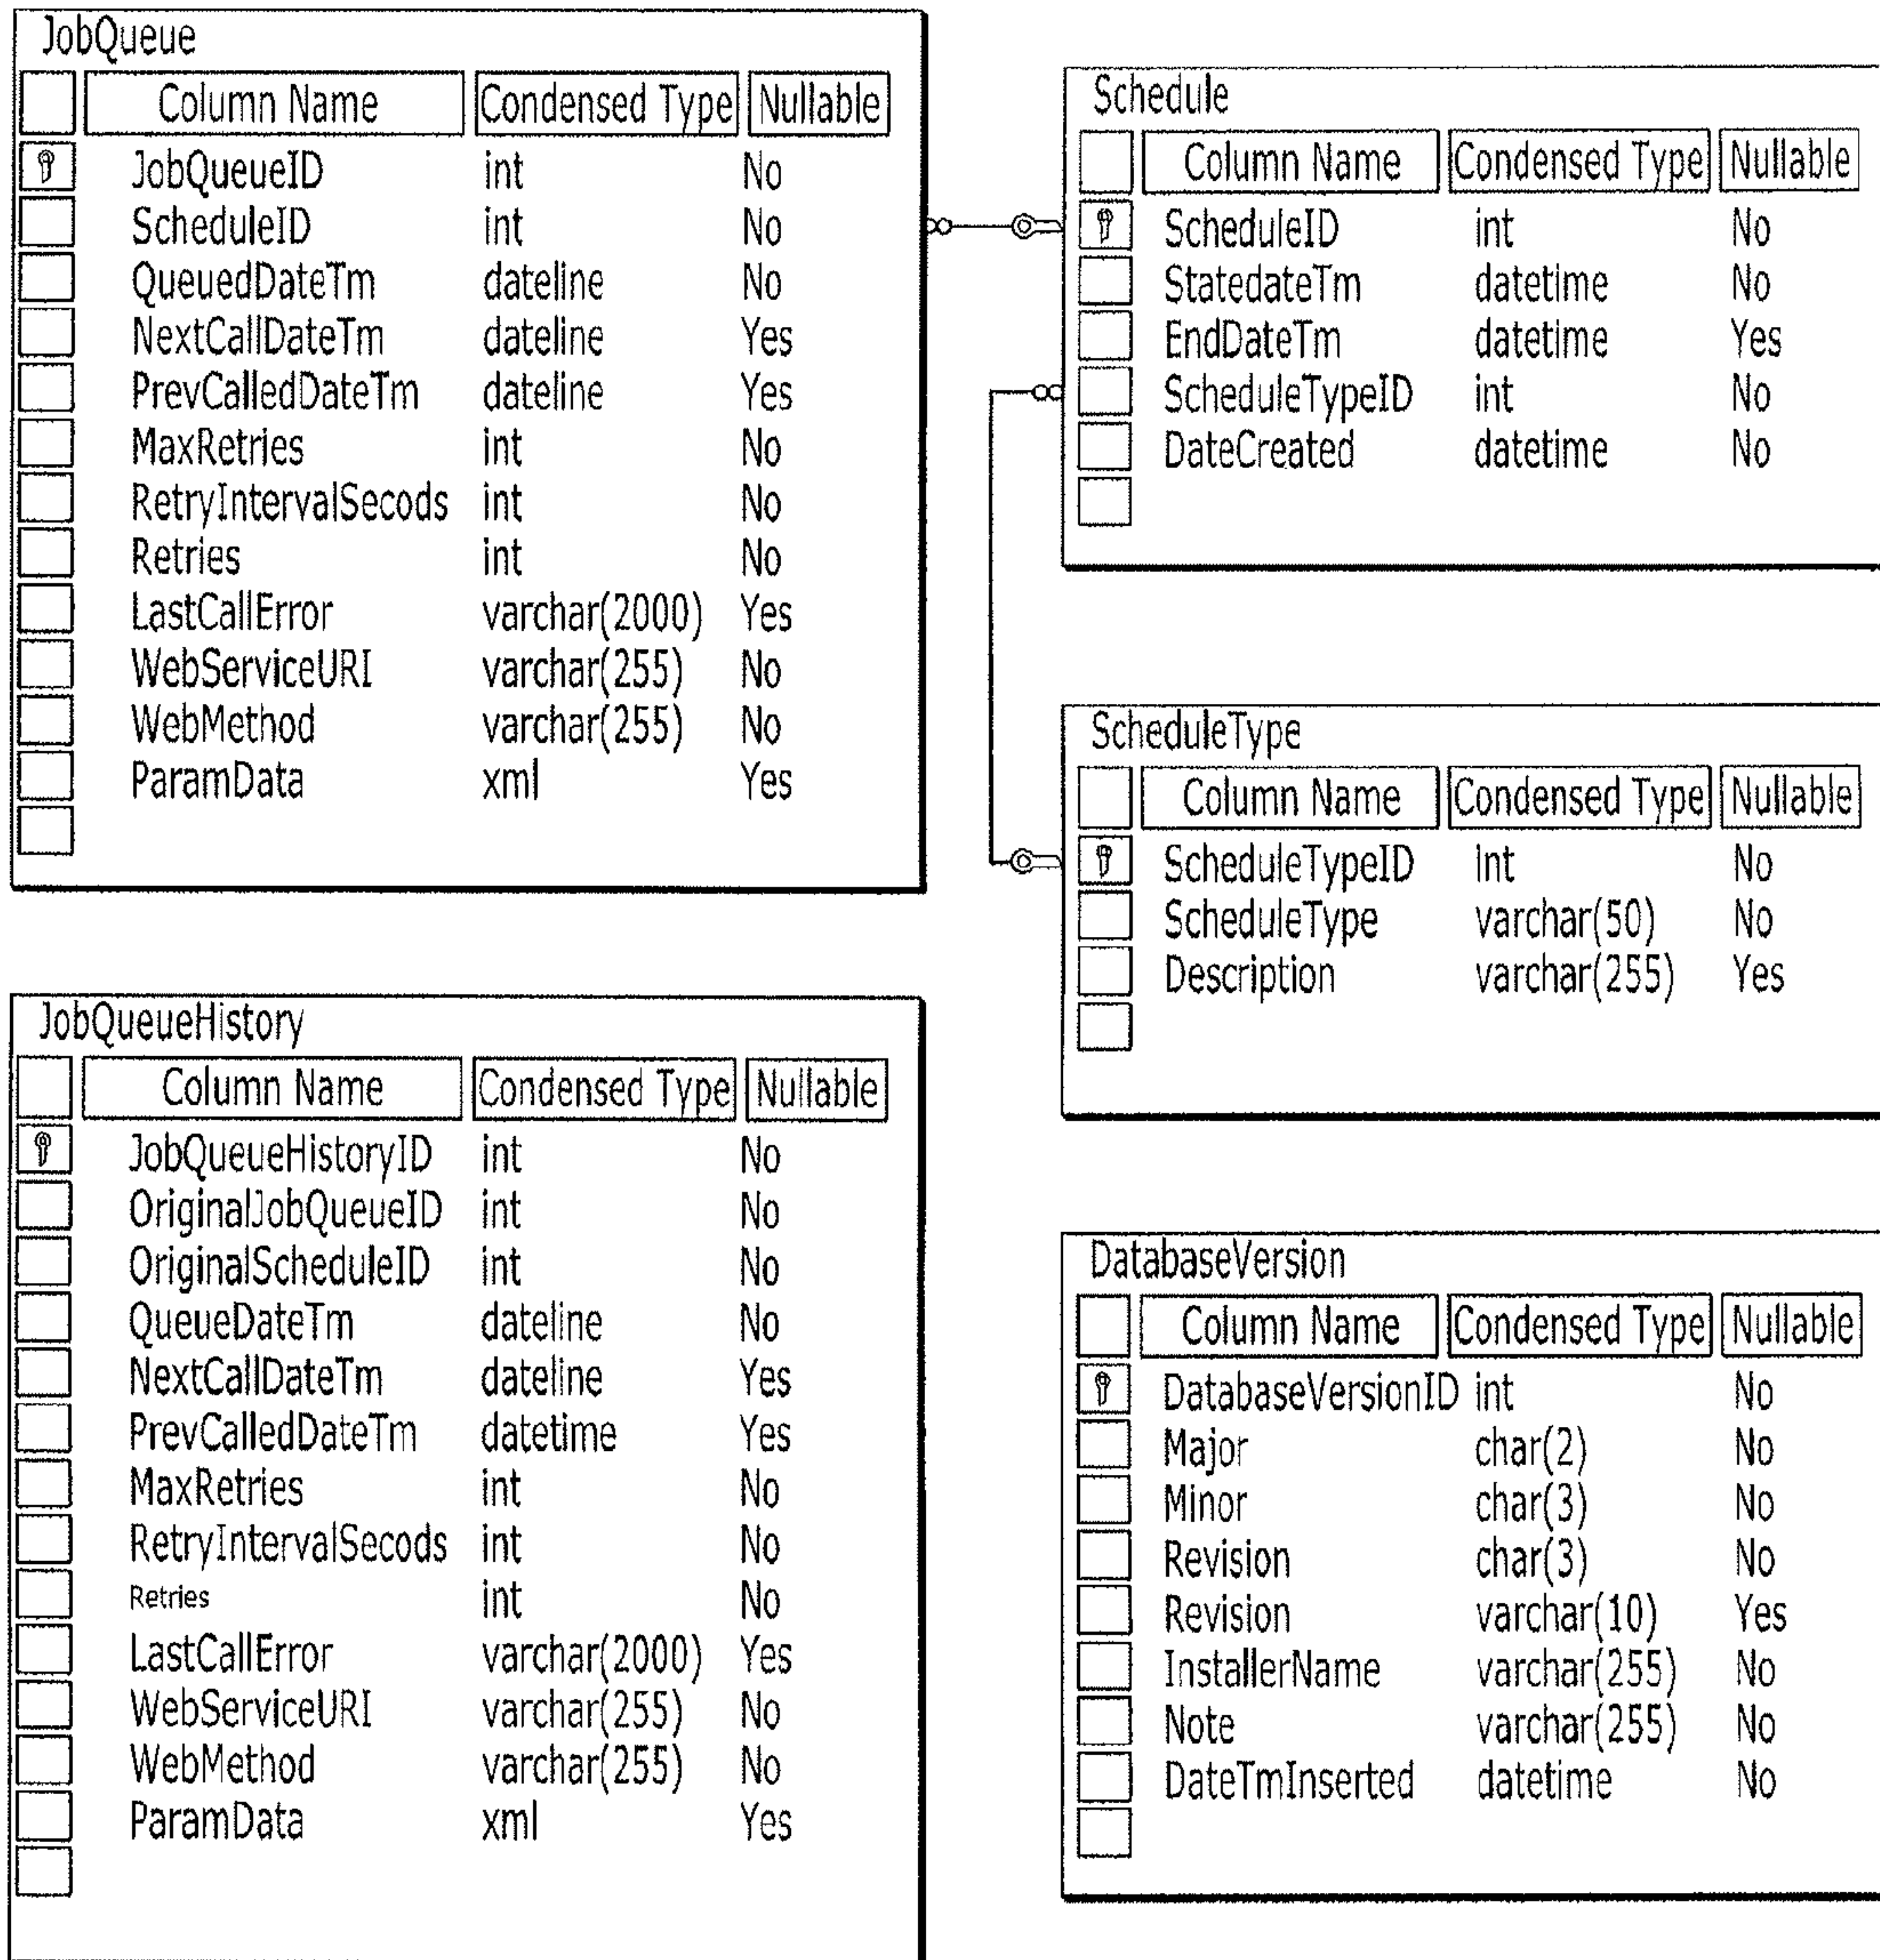 JobQueue
Column Name Condensed Type Nullable
JobQueueID int No
ScheduleID int No
QueuedDateTm dateline No
NextCallDateTm dateline Yes
PrevCalledDateTm dateline Yes
MaxRetries int No
RetryIntervalSecods int No
Retries int No
LastCallError varchar(2000) Yes
WebServiceURI varchar(255) No
WebMethod varchar(255) No
ParamData xml Yes
Schedule
Column Name Condensed Type Nullable
ScheduleID int No
StatedateTm datetime No
EndDateTm datetime Yes
ScheduleTypeID int No
DateCreated datetime No
ScheduleType
Column Name Condensed Type Nullable
ScheduleTypeID int No
ScheduleType varchar(50) No
Description varchar(255) Yes
JobQueueHistory
Column Name Condensed Type Nullable
JobQueueHistoryID int No
OriginalJobQueueID int No
OriginalScheduleID int No
QueueDateTm dateline No
NextCallDateTm dateline Yes
PrevCalledDateTm datetime Yes
MaxRetries int No
RetryIntervalSecods int No
Retries int No
LastCallError varchar(2000) Yes
WebServiceURI varchar(255) No
WebMethod varchar(255) No
ParamData xml Yes
DatabaseVersion
Column Name Condensed Type Nullable
DatabaseVersionID int No
Major char(2) No
Minor char(3) No
Revision char(3) No
Revision varchar(10) Yes
InstallerName varchar(255) No
Note varchar(255) No
DateTmInserted datetime No